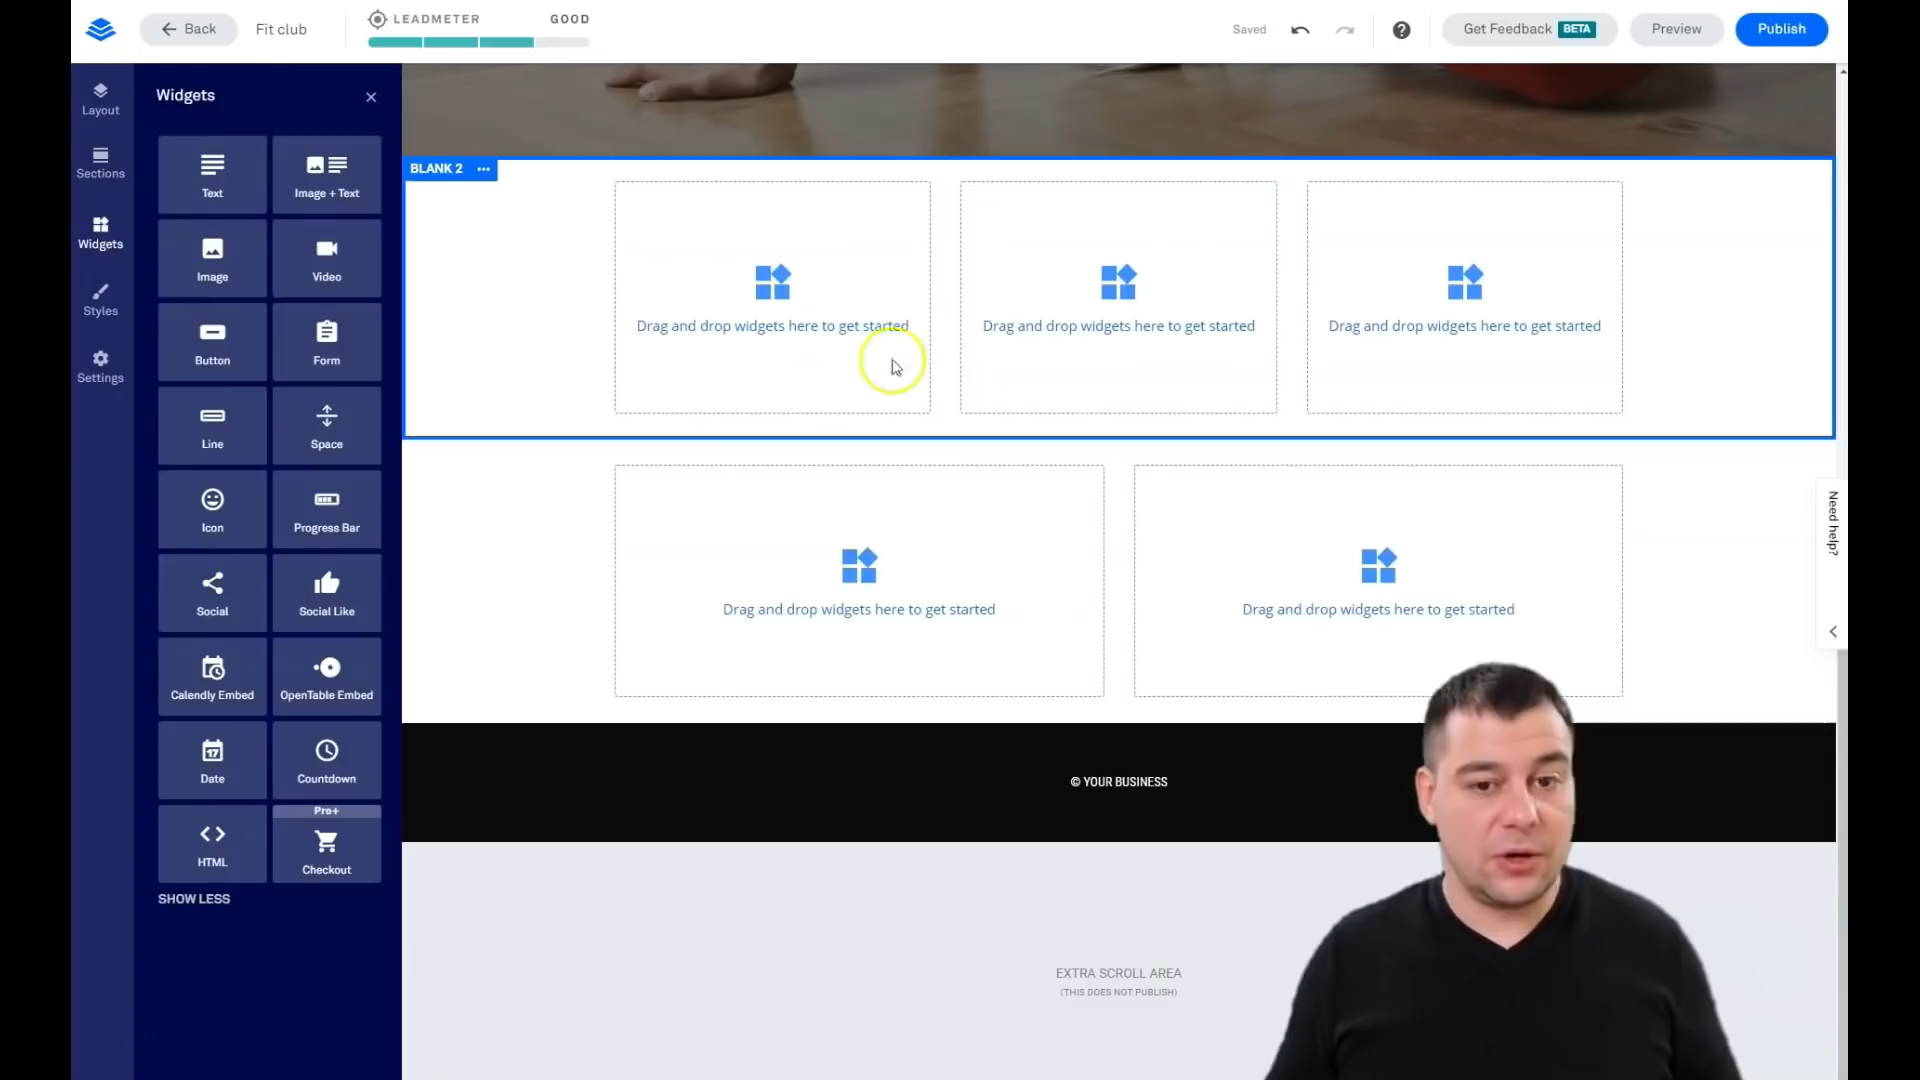 Back
Fit club
LEADMETER
GOOD
Saved
Get Feedback BETA
Preview
Publish
Layout
Sections
Widgets
Styles
Settings
Widgets
Text
Image + Text
Image
Video
Button
Form
Line
Space
Icon
Progress Bar
Social
Social Like
Calendly Embed
OpenTable Embed
17
Date
Countdown
HTML
Pro+
Checkout
SHOW LESS
BLANK 2 ...
Drag and drop widgets here to get started
Drag and drop widgets here to get started
Drag and drop widgets here to get started
Drag and drop widgets here to get started
Drag and drop widgets here to get started
© YOUR BUSINESS
EXTRA SCROLL AREA
(THIS DOES NOT PUBLISH)
Need help?